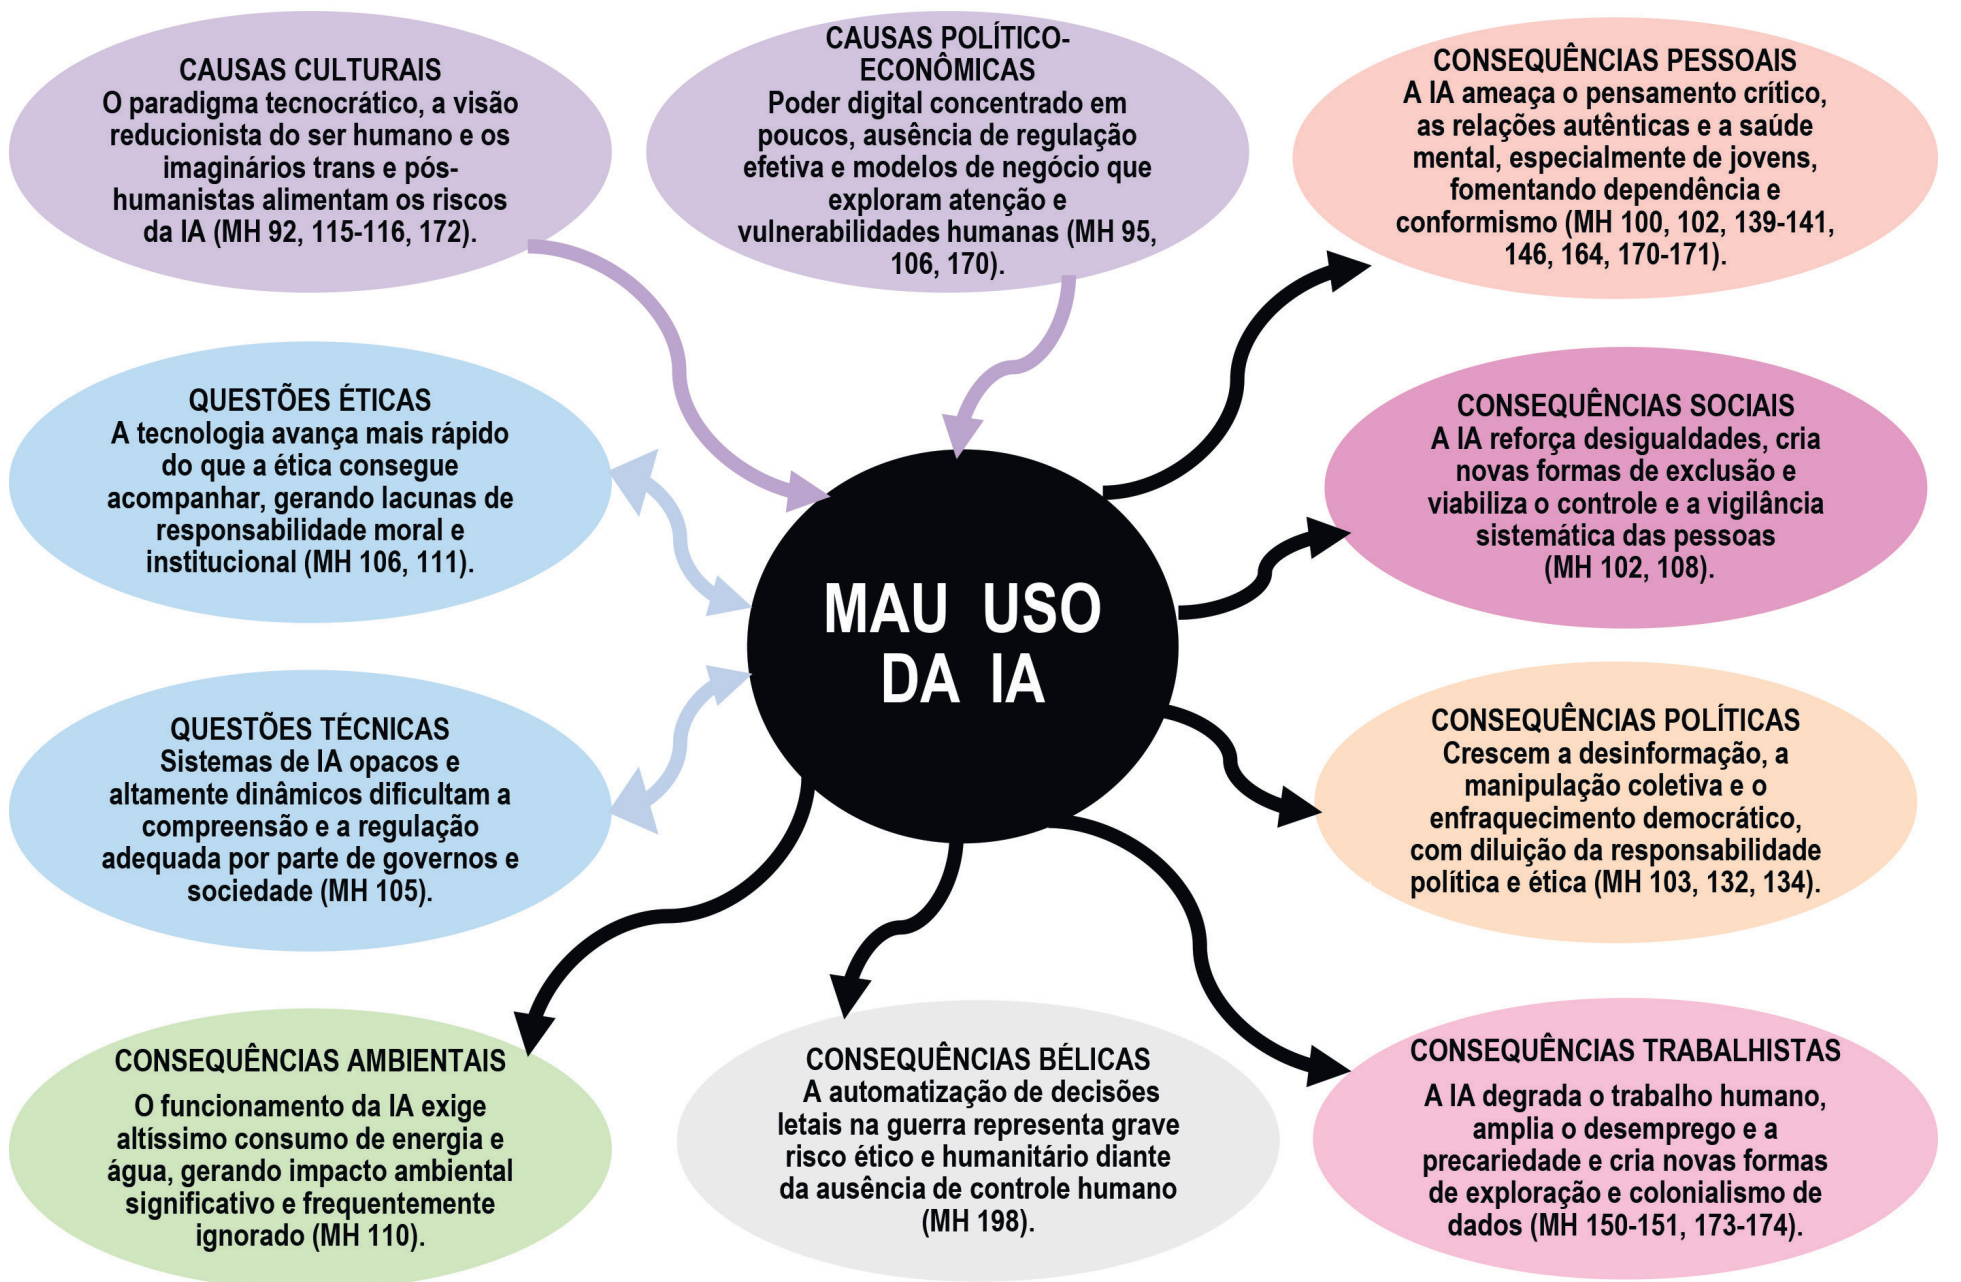 CAUSAS CULTURAIS
O paradigma tecnocrático, a visão
reducionista do ser humano e os
imaginários trans e pós-
humanistas alimentam os riscos
da IA (MH 92, 115-116, 172).
CAUSAS POLÍTICO-
ECONÔMICAS
Poder digital concentrado em
poucos, ausência de regulação
efetiva e modelos de negócio que
exploram atenção e
vulnerabilidades humanas (MH 95,
106, 170).
CONSEQUÊNCIAS PESSOAIS
A IA ameaça o pensamento crítico,
as relações autênticas e a saúde
mental, especialmente de jovens,
fomentando dependência e
conformismo (MH 100, 102, 139-141,
146, 164, 170-171).
QUESTÕES ÉTICAS
A tecnologia avança mais rápido
do que a ética consegue
acompanhar, gerando lacunas de
responsabilidade moral e
institucional (MH 106, 111).
CONSEQUÊNCIAS SOCIAIS
A IA reforça desigualdades, cria
novas formas de exclusão e
viabiliza o controle e a vigilância
sistemática das pessoas
(MH 102, 108).
MAU USO
DA IA
QUESTÕES TÉCNICAS
Sistemas de IA opacos e
altamente dinâmicos dificultam a
compreensão e a regulação
adequada por parte de governos e
sociedade (MH 105).
CONSEQUÊNCIAS POLÍTICAS
Crescem a desinformação, a
manipulação coletiva e o
enfraquecimento democrático,
com diluição da responsabilidade
política e ética (MH 103, 132, 134).
CONSEQUÊNCIAS AMBIENTAIS
O funcionamento da IA exige
altíssimo consumo de energia e
água, gerando impacto ambiental
significativo e frequentemente
ignorado (MH 110).
CONSEQUÊNCIAS BÉLICAS
A automatização de decisões
letais na guerra representa grave
risco ético e humanitário diante
da ausência de controle humano
(MH 198).
CONSEQUÊNCIAS TRABALHISTAS
A IA degrada o trabalho humano,
amplia o desemprego e a
precariedade e cria novas formas
de exploração e colonialismo de
dados (MH 150-151, 173-174).